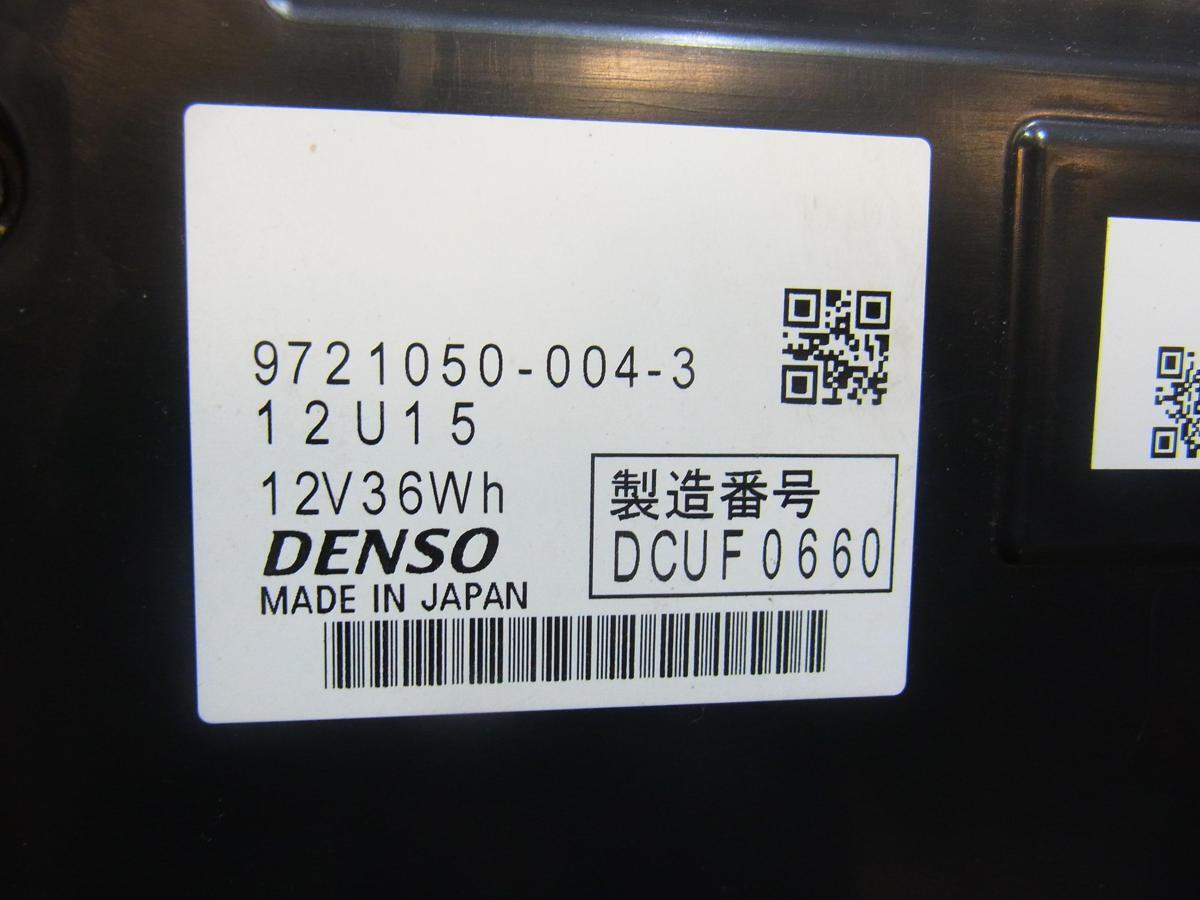 9721050-004-3
12U15
12V36Wh
DENSO
MADE IN JAPAN
製造番号
DCUF0660